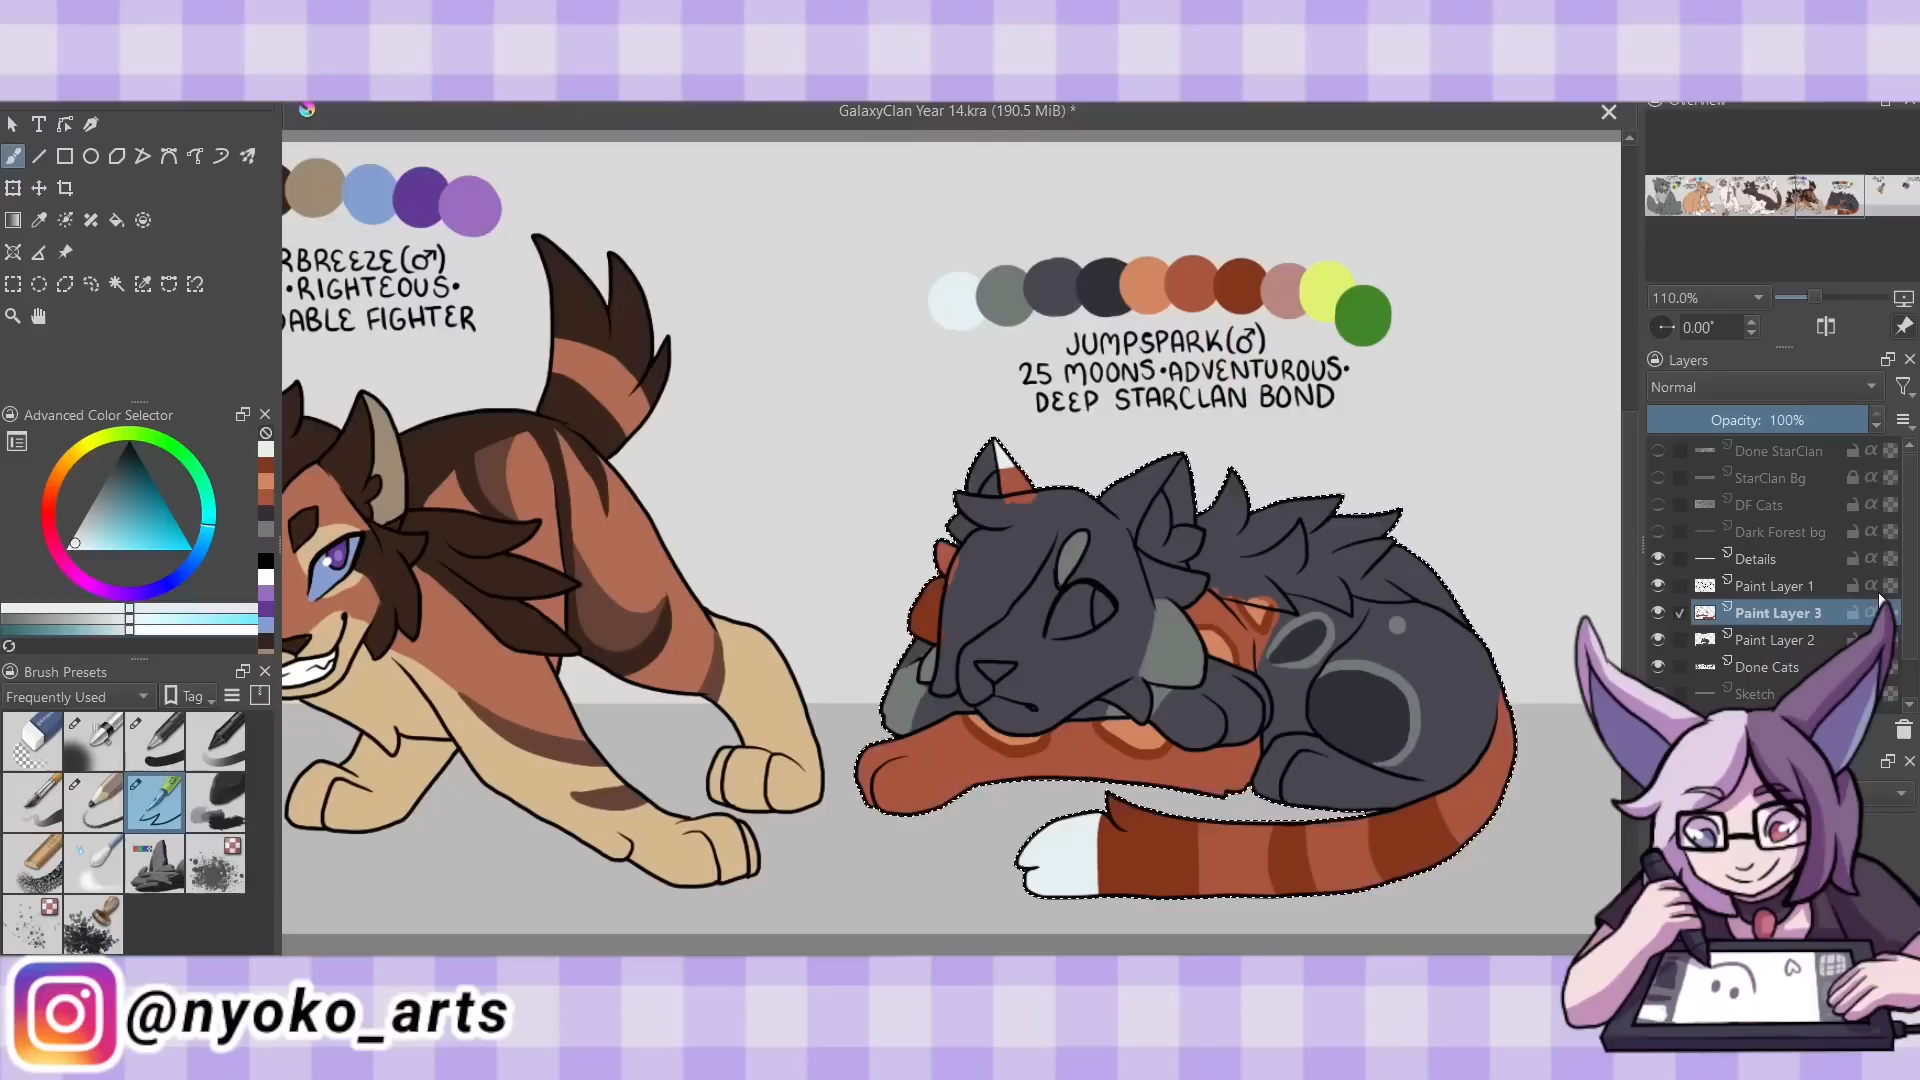 Overview
GalaxyClan Year 14.kra (190.5 MiB) *
110.0%
0.00°
RBREEZE(♂)
•RIGHTEOUS•
DABLE FIGHTER
JUMPSPARK(♂)
25 MOONS•ADVENTUROUS•
DEEP STARCLAN BOND
Advanced Color Selector
Brush Presets
Frequently Used
Tag
Layers
Normal
Opacity: 100%
Done StarClan
StarClan Bg
DF Cats
Dark Forest bg
Details
Paint Layer 1
Paint Layer 3
Paint Layer 2
Done Cats
Sketch
@nyoko_arts